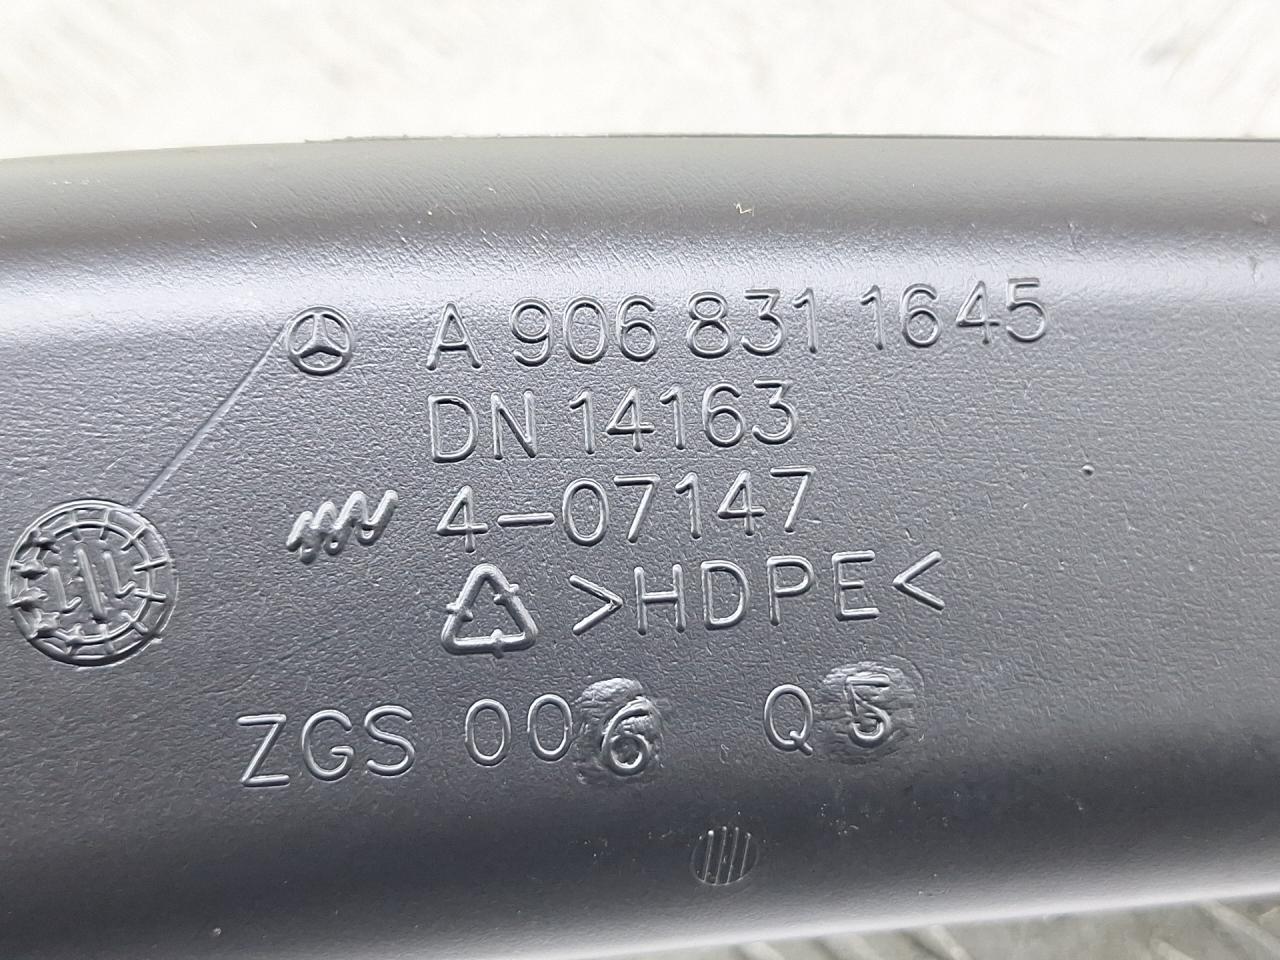 A 906 831 1645
DN 14163
4-07147
>HDPE<
ZGS 006 Q5